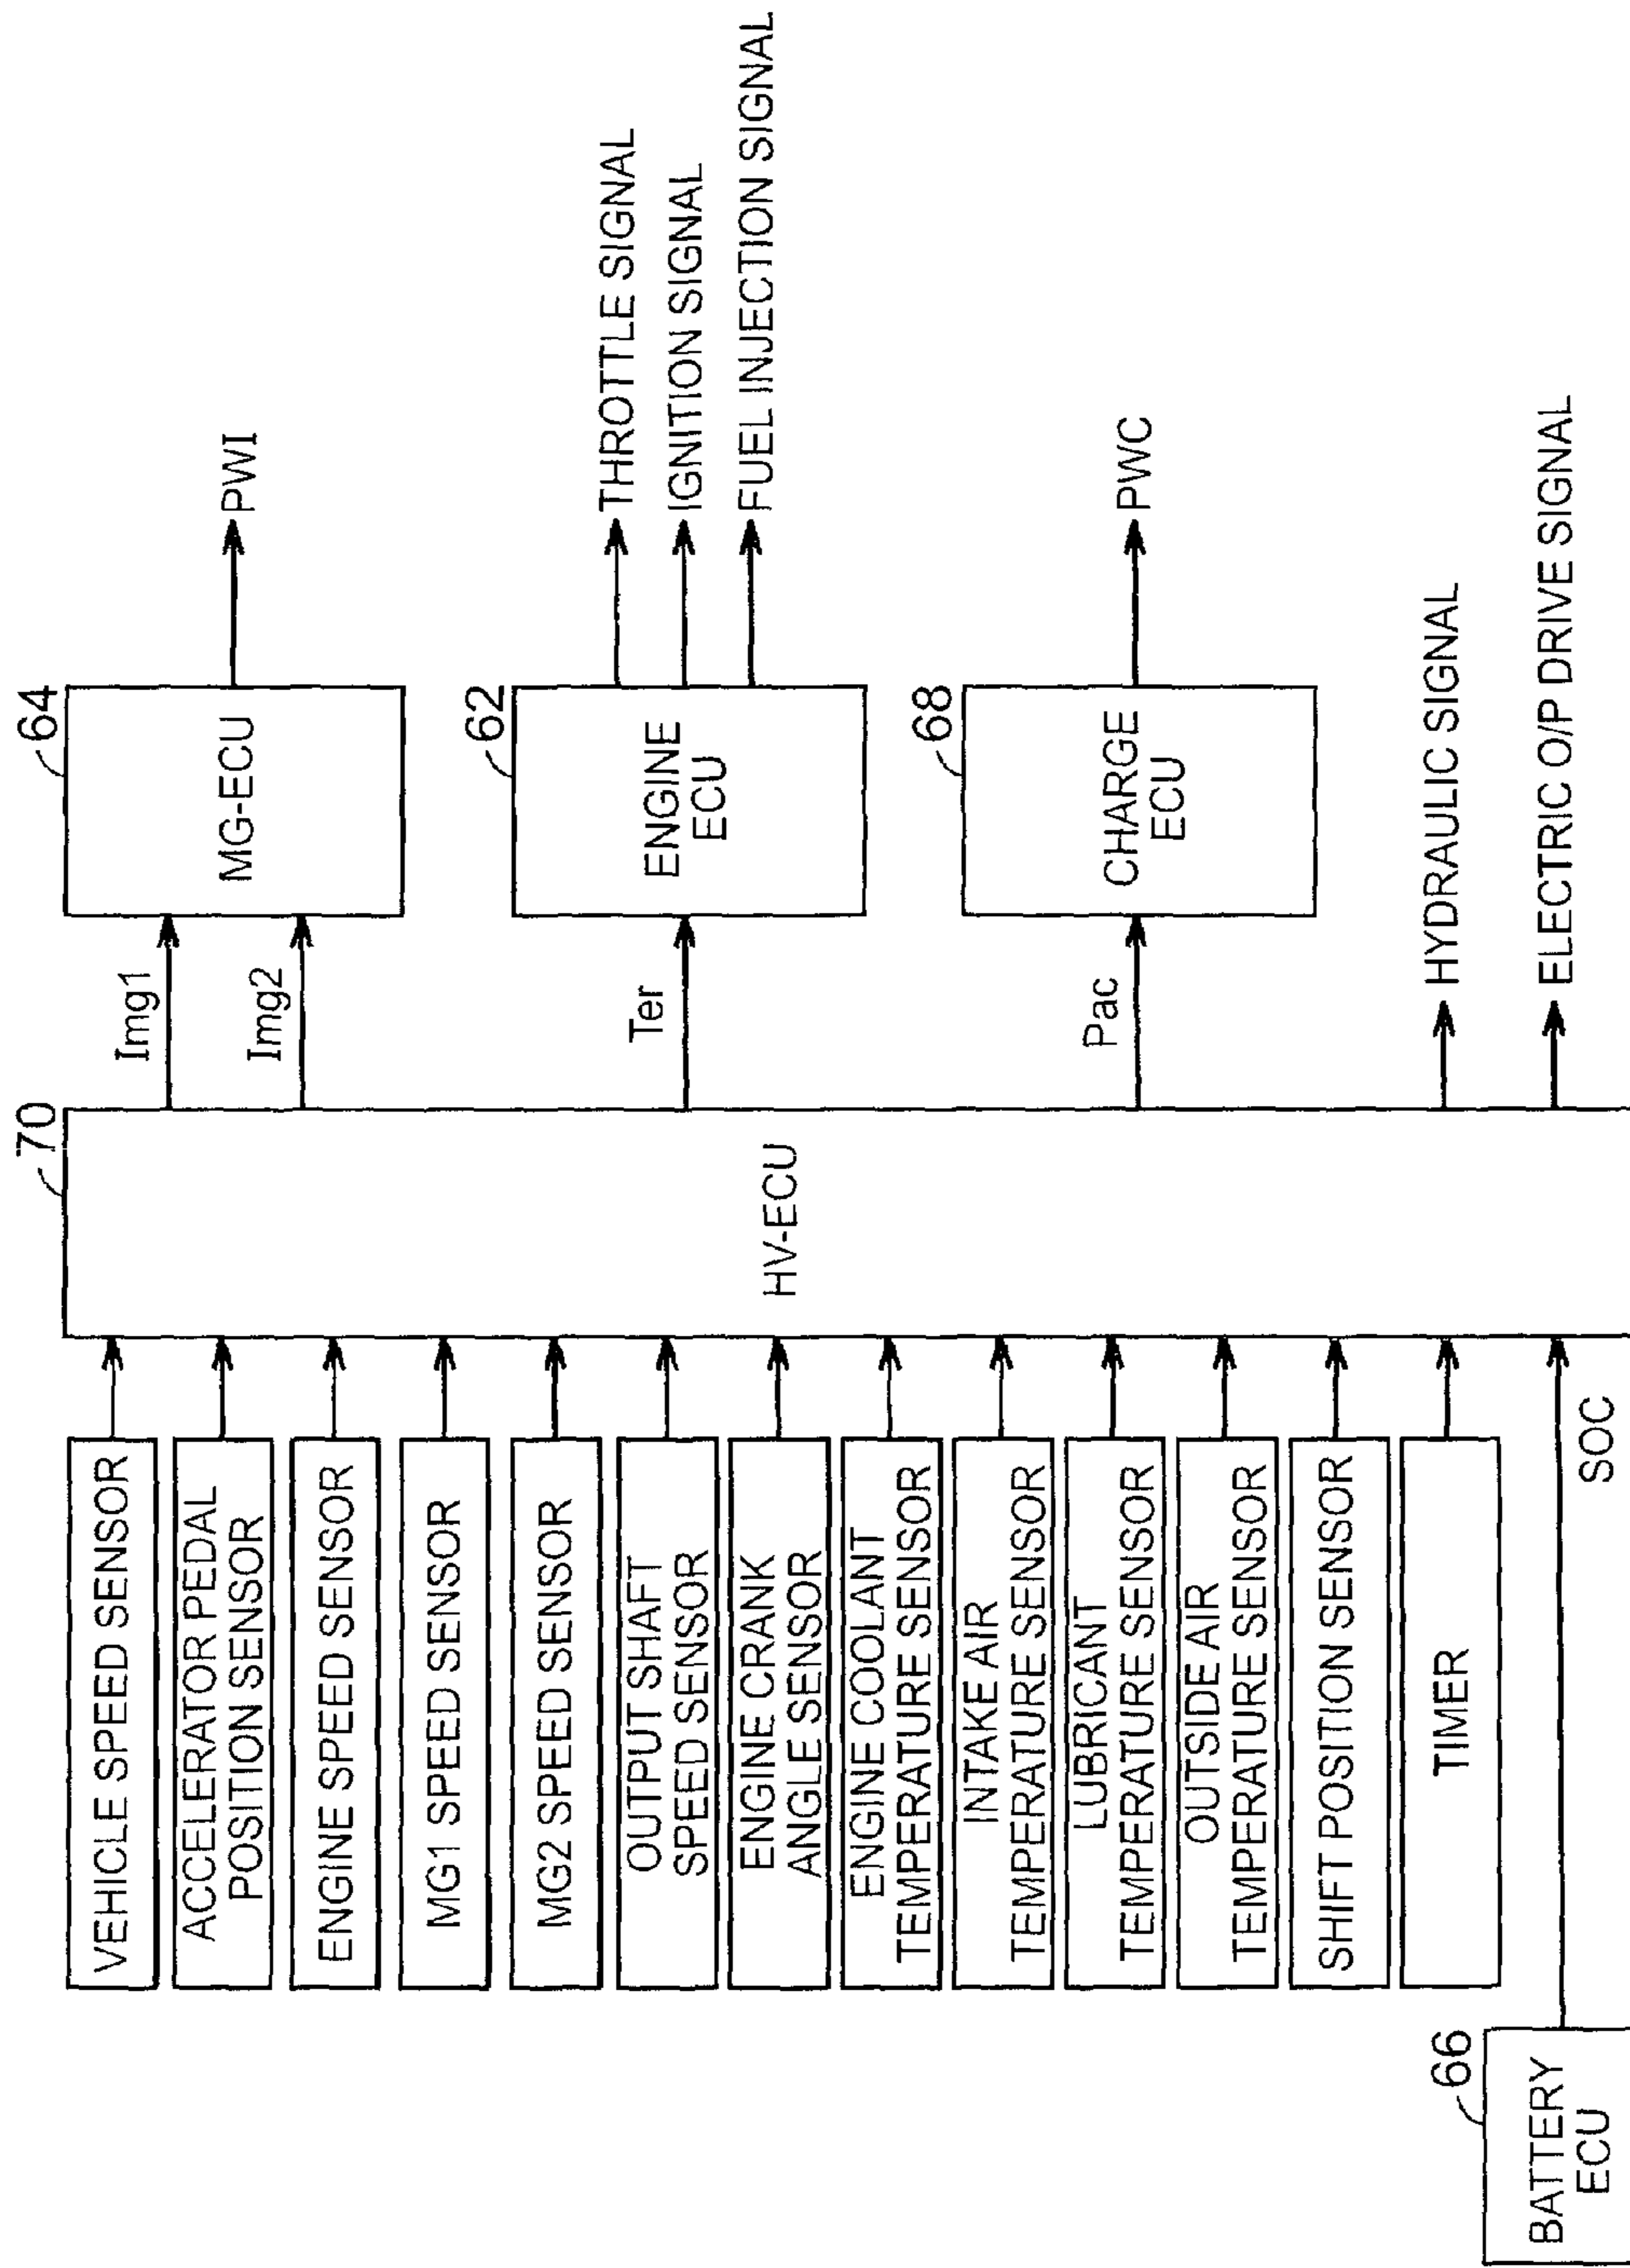 VEHICLE SPEED SENSOR
ACCELERATOR PEDAL
POSITION SENSOR
ENGINE SPEED SENSOR
MG1 SPEED SENSOR
MG2 SPEED SENSOR
OUTPUT SHAFT
SPEED SENSOR
ENGINE CRANK
ANGLE SENSOR
ENGINE COOLANT
TEMPERATURE SENSOR
INTAKE AIR
TEMPERATURE SENSOR
LUBRICANT
TEMPERATURE SENSOR
OUTSIDE AIR
TEMPERATURE SENSOR
SHIFT POSITION SENSOR
TIMER
66
BATTERY
ECU
SOC
70
HV-ECU
Img1
Img2
64
MG-ECU
PWI
Ter
62
ENGINE
ECU
THROTTLE SIGNAL
IGNITION SIGNAL
FUEL INJECTION SIGNAL
Pac
68
CHARGE
ECU
PWC
HYDRAULIC SIGNAL
ELECTRIC O/P DRIVE SIGNAL